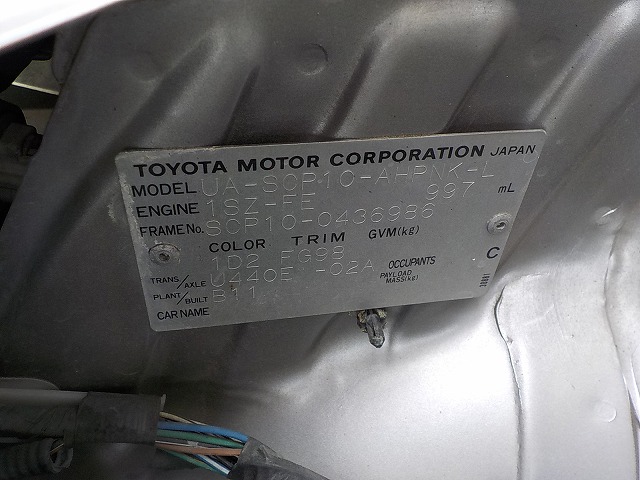 TOYOTA MOTOR CORPORATION JAPAN
MODEL UA-SCP10-AHPNK-L
ENGINE 1SZ-FE 997 mL
FRAME No. SCP10-0436986
COLOR TRIM GVM(kg)
1D2 FG98 C
TRANS/AXLE U440E -02A OCCUPANTS
PLANT/BUILT B11 PAYLOAD MASS(kg)
CAR NAME